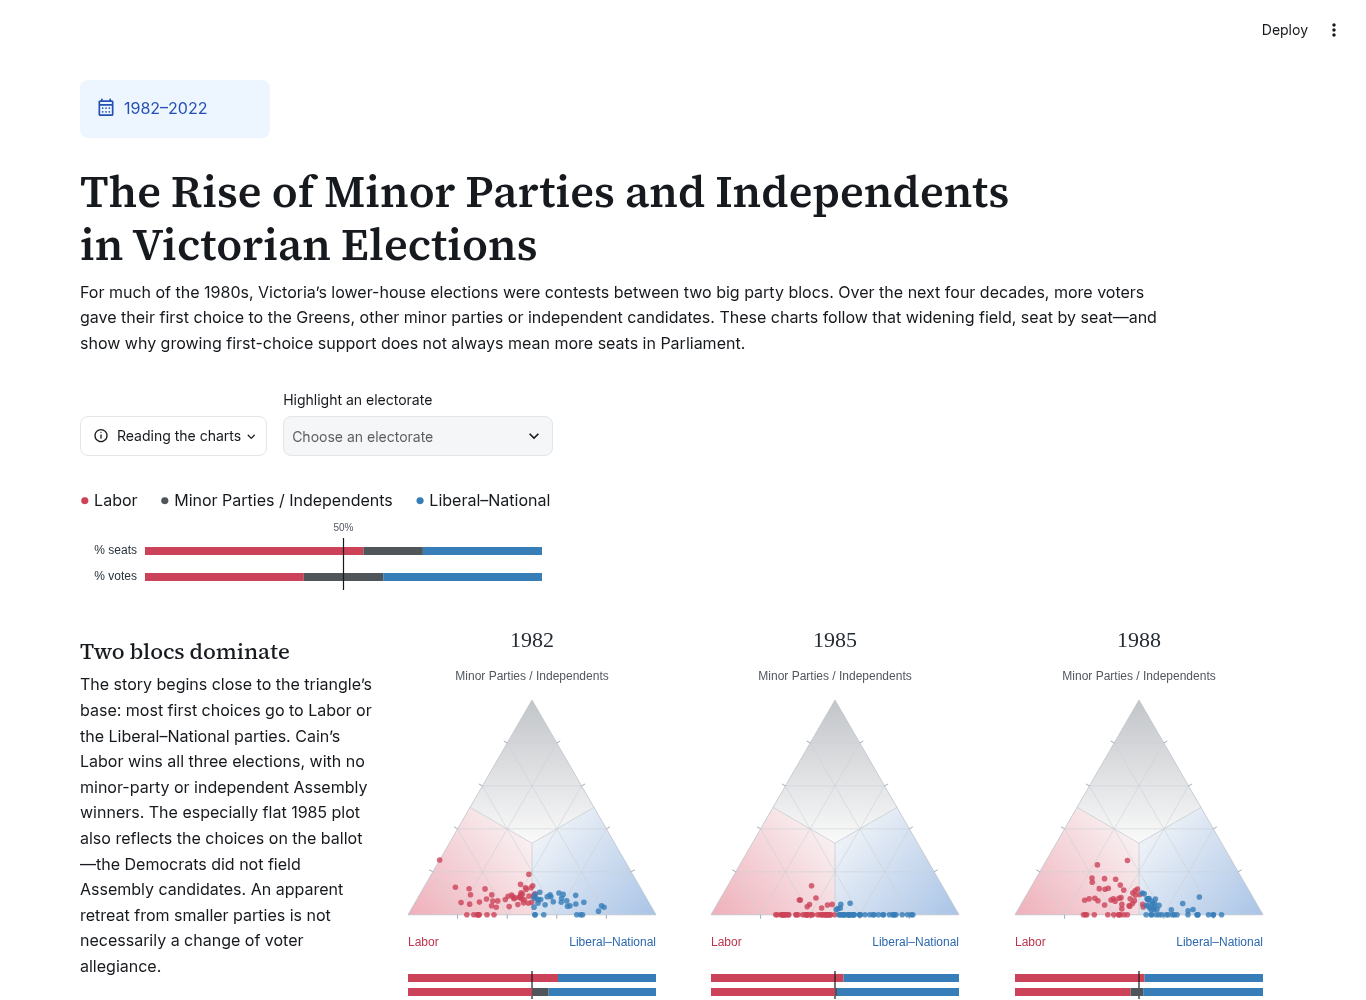 Deploy
1982–2022
The Rise of Minor Parties and Independents
in Victorian Elections
For much of the 1980s, Victoria’s lower-house elections were contests between two big party blocs. Over the next four decades, more voters
gave their first choice to the Greens, other minor parties or independent candidates. These charts follow that widening field, seat by seat—and
show why growing first-choice support does not always mean more seats in Parliament.
Highlight an electorate
Reading the charts
Choose an electorate
Labor
Minor Parties / Independents
Liberal–National
50%
% seats
% votes
Two blocs dominate
The story begins close to the triangle’s
base: most first choices go to Labor or
the Liberal–National parties. Cain’s
Labor wins all three elections, with no
minor-party or independent Assembly
winners. The especially flat 1985 plot
also reflects the choices on the ballot
—the Democrats did not field
Assembly candidates. An apparent
retreat from smaller parties is not
necessarily a change of voter
allegiance.
1982
Minor Parties / Independents
Labor
Liberal–National
1985
Minor Parties / Independents
Labor
Liberal–National
1988
Minor Parties / Independents
Labor
Liberal–National